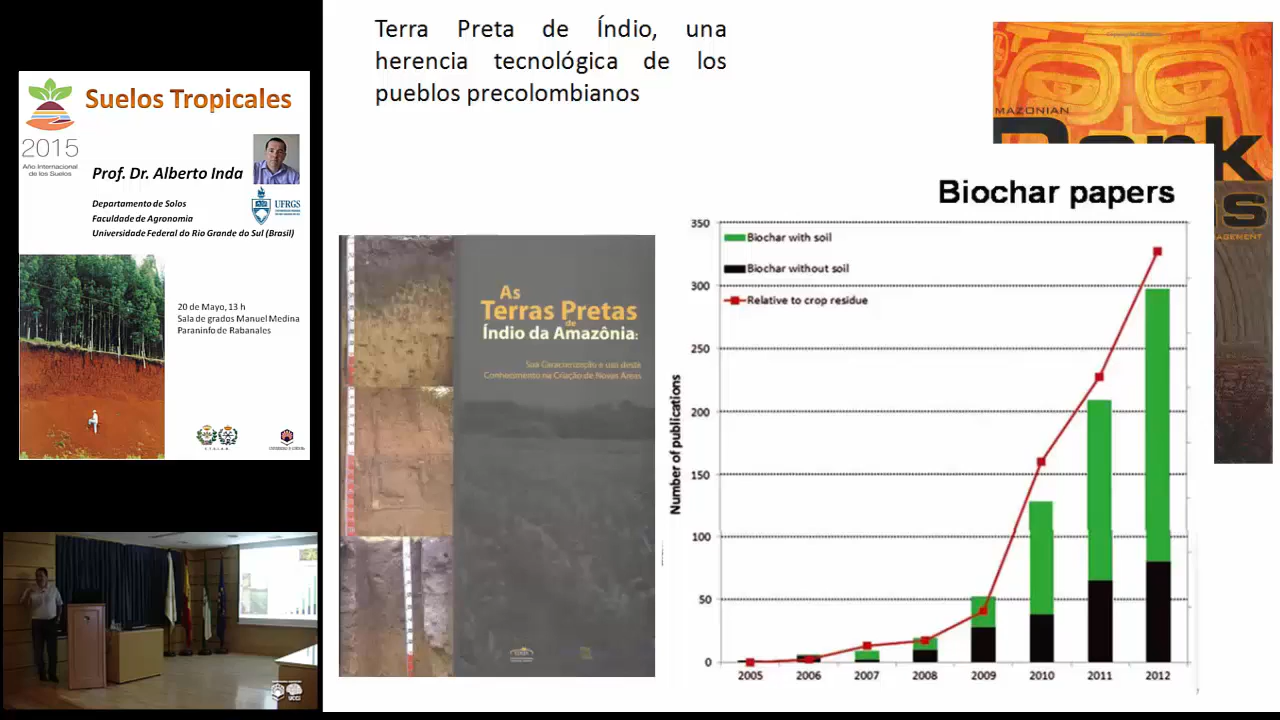 Suelos Tropicales
2015
Año Internacional
de los Suelos
Prof. Dr. Alberto Inda
UFRGS
Departamento de Solos
Faculdade de Agronomia
Universidade Federal do Rio Grande do Sul (Brasil)
20 de Mayo, 13 h
Sala de grados Manuel Medina
Paraninfo de Rabanales
Terra Preta de Índio, una
herencia tecnológica de los
pueblos precolombianos
As
Terras Pretas
de
Índio da Amazônia:
Sua Caracterização e uso deste
Conhecimento na Criação de Novas Áreas
Biochar papers
350
300
250
200
150
100
50
0
Number of publications
Biochar with soil
Biochar without soil
Relative to crop residue
2005 2006 2007 2008 2009 2010 2011 2012